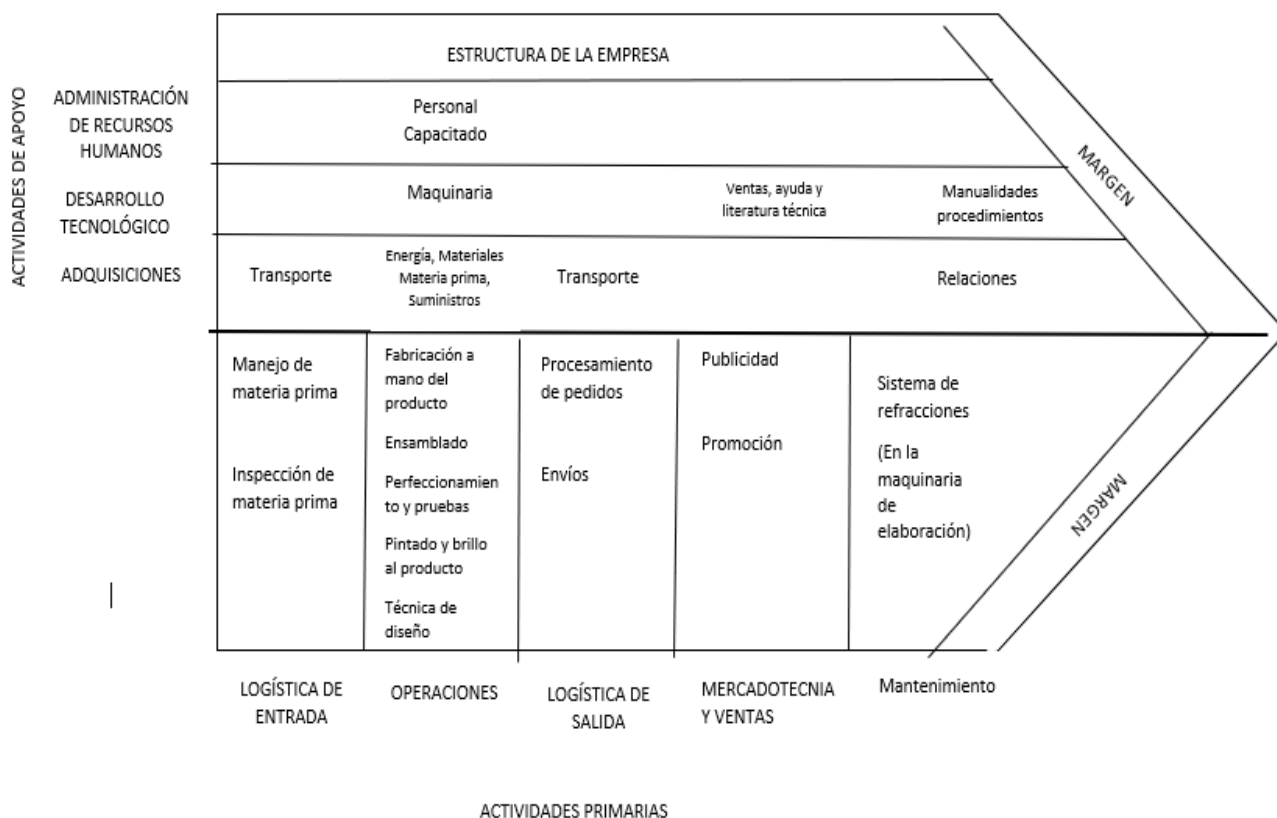 ESTRUCTURA DE LA EMPRESA
ACTIVIDADES DE APOYO
ADMINISTRACIÓN
DE RECURSOS
HUMANOS
Personal
Capacitado
DESARROLLO
TECNOLÓGICO
Maquinaria
Ventas, ayuda y
literatura técnica
Manualidades
procedimientos
ADQUISICIONES
Transporte
Energía, Materiales
Materia prima,
Suministros
Transporte
Relaciones
MARGEN
Manejo de
materia prima
Inspección de
materia prima
Fabricación a
mano del
producto
Ensamblado
Perfeccionamien
to y pruebas
Pintado y brillo
al producto
Técnica de
diseño
Procesamiento
de pedidos
Envíos
Publicidad
Promoción
Sistema de
refracciones
(En la
maquinaria
de
elaboración)
MARGEN
LOGÍSTICA DE
ENTRADA
OPERACIONES
LOGÍSTICA DE
SALIDA
MERCADOTECNIA
Y VENTAS
Mantenimiento
ACTIVIDADES PRIMARIAS